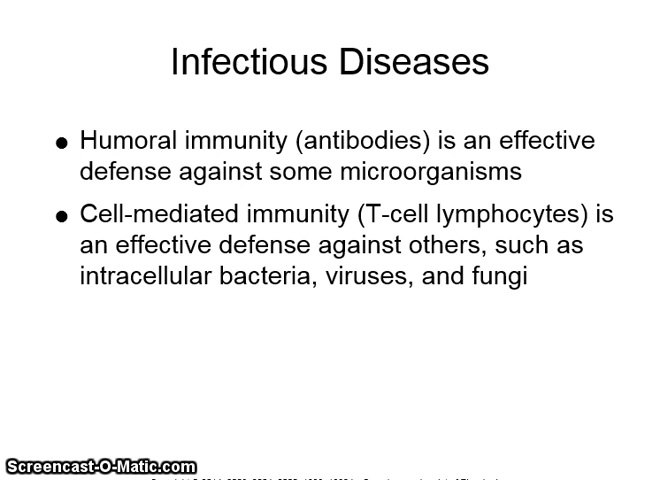 Infectious Diseases
● Humoral immunity (antibodies) is an effective
defense against some microorganisms
● Cell-mediated immunity (T-cell lymphocytes) is
an effective defense against others, such as
intracellular bacteria, viruses, and fungi
Screencast-O-Matic.com